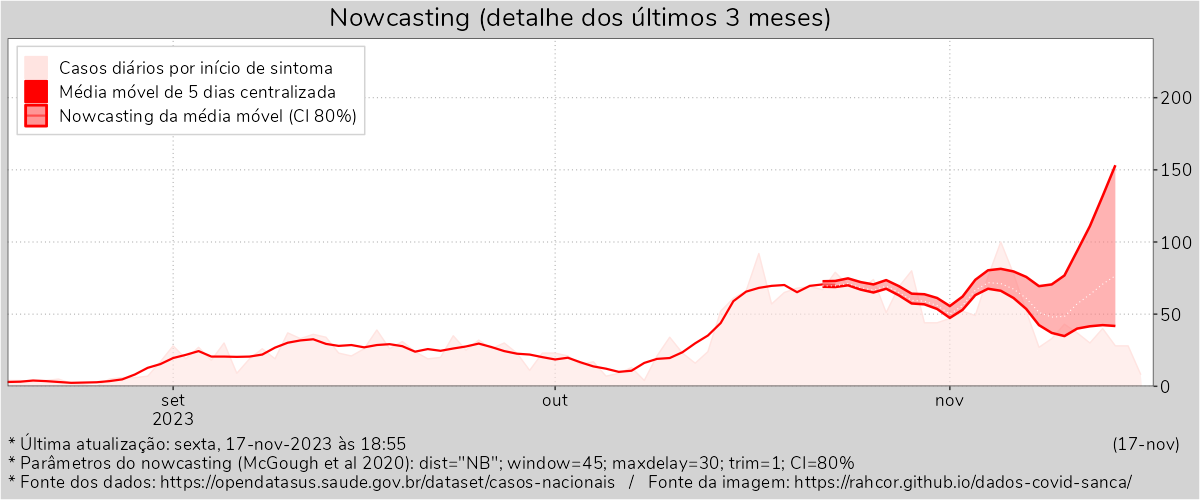 Nowcasting (detalhe dos últimos 3 meses)
Casos diários por início de sintoma
Média móvel de 5 dias centralizada
Nowcasting da média móvel (CI 80%)
200
150
100
50
0
set
2023
out
nov
* Última atualização: sexta, 17-nov-2023 às 18:55
(17-nov)
* Parâmetros do nowcasting (McGough et al 2020): dist="NB"; window=45; maxdelay=30; trim=1; CI=80%
* Fonte dos dados: https://opendatasus.saude.gov.br/dataset/casos-nacionais / Fonte da imagem: https://rahcor.github.io/dados-covid-sanca/